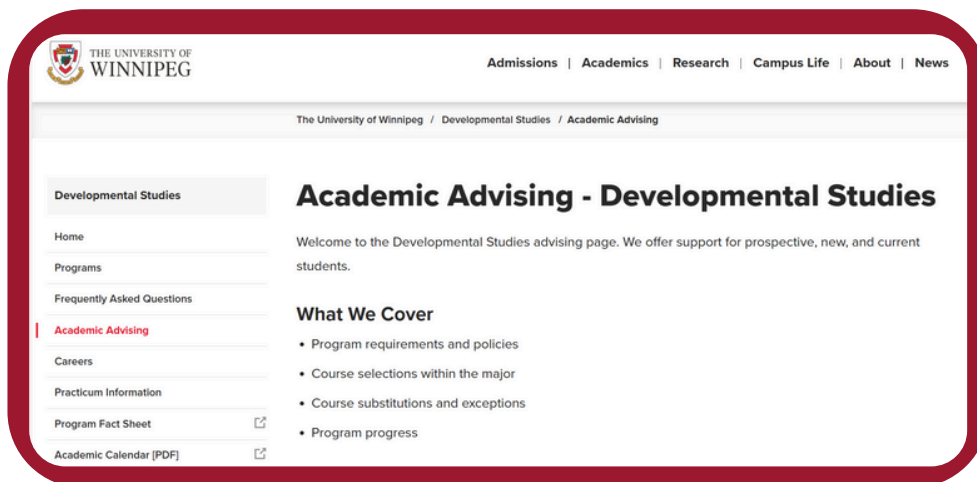 THE UNIVERSITY OF
WINNIPEG
Admissions | Academics | Research | Campus Life | About | News
The University of Winnipeg / Developmental Studies / Academic Advising
Developmental Studies
Home
Programs
Frequently Asked Questions
Academic Advising
Careers
Practicum Information
Program Fact Sheet
Academic Calendar [PDF]
Academic Advising - Developmental Studies
Welcome to the Developmental Studies advising page. We offer support for prospective, new, and current
students.
What We Cover
• Program requirements and policies
• Course selections within the major
• Course substitutions and exceptions
• Program progress